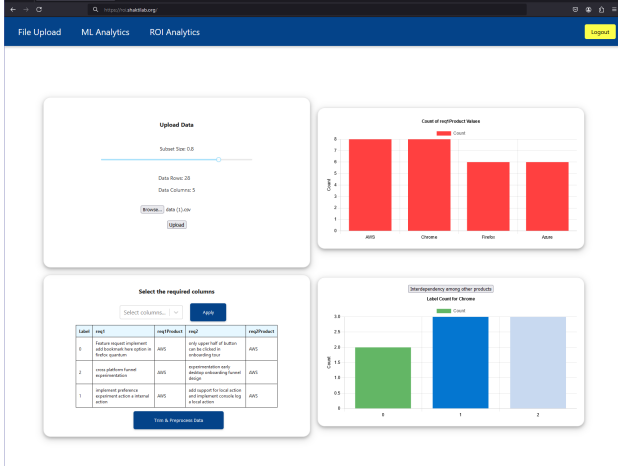 https://nit.shaktilab.org/
File Upload ML Analytics ROI Analytics Logout
Upload Data
Subset Size: 0.8
Data Rows: 28
Data Columns: 5
Browse... data (1).csv
Upload
Count of req1Product Values
Count
Count
8
7
6
5
4
3
2
1
0
AWS Chrome Firefox Azure
Select the required columns
Select columns... Apply
Label req1 req1Product req2 req2Product
0 Feature request implement add bookmark here option in firefox quantum AWS only upper half of button can be clicked in onboarding tour AWS
2 cross platform funnel experimentation AWS experimentation early desktop onboarding funnel design AWS
1 implement preference experiment action a internal action AWS add support for local action and implement console log a local action AWS
Trim & Preprocess Data
Interdependency among other products
Label Count for Chrome
Count
Count
3.0
2.5
2.0
1.5
1.0
0.5
0
0 1 2